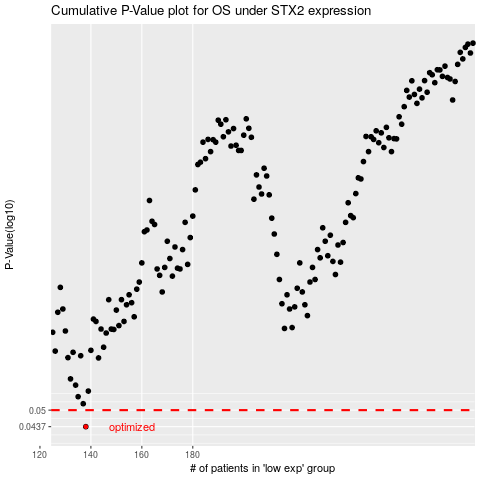 Cumulative P-Value plot for OS under STX2 expression
P-Value(log10)
0.05
0.0437
optimized
120 140 160 180
# of patients in 'low exp' group